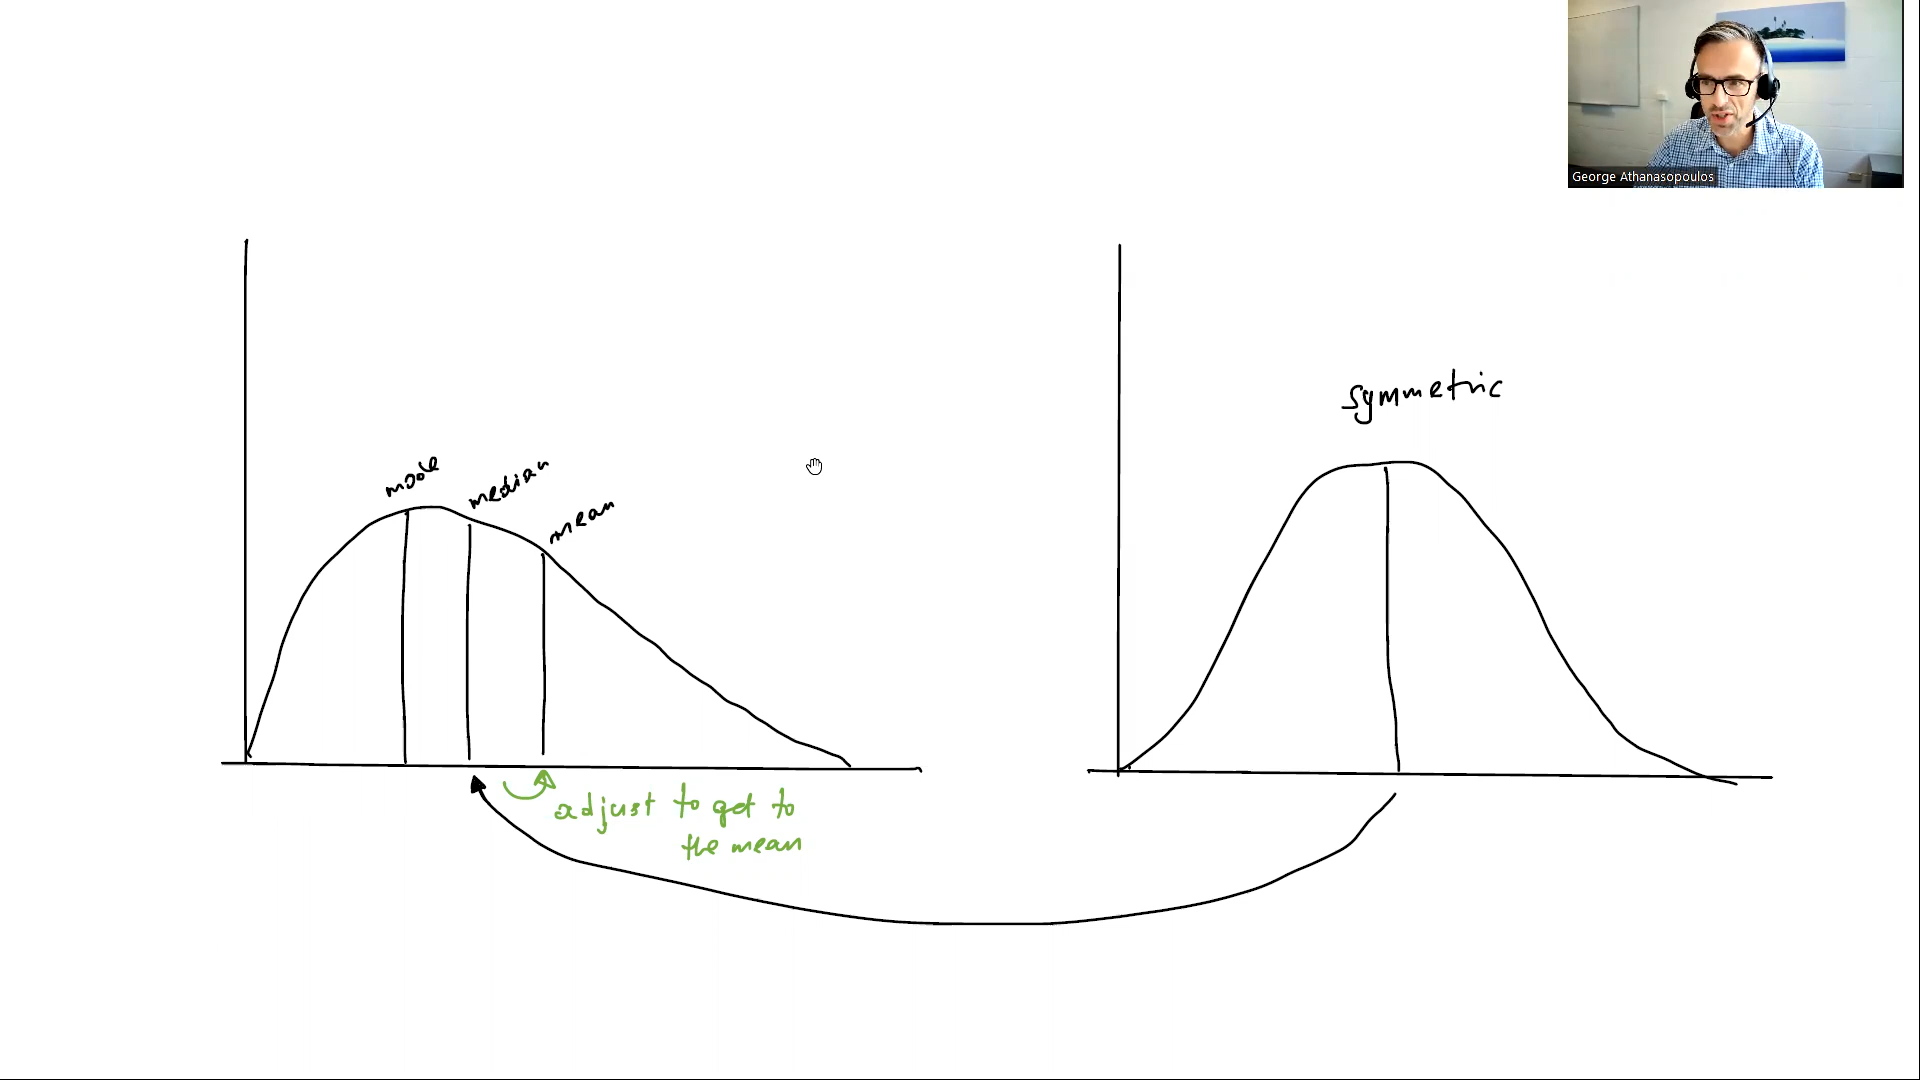 George Athanasopoulos
symmetric
mode
median
mean
adjust to get to
the mean